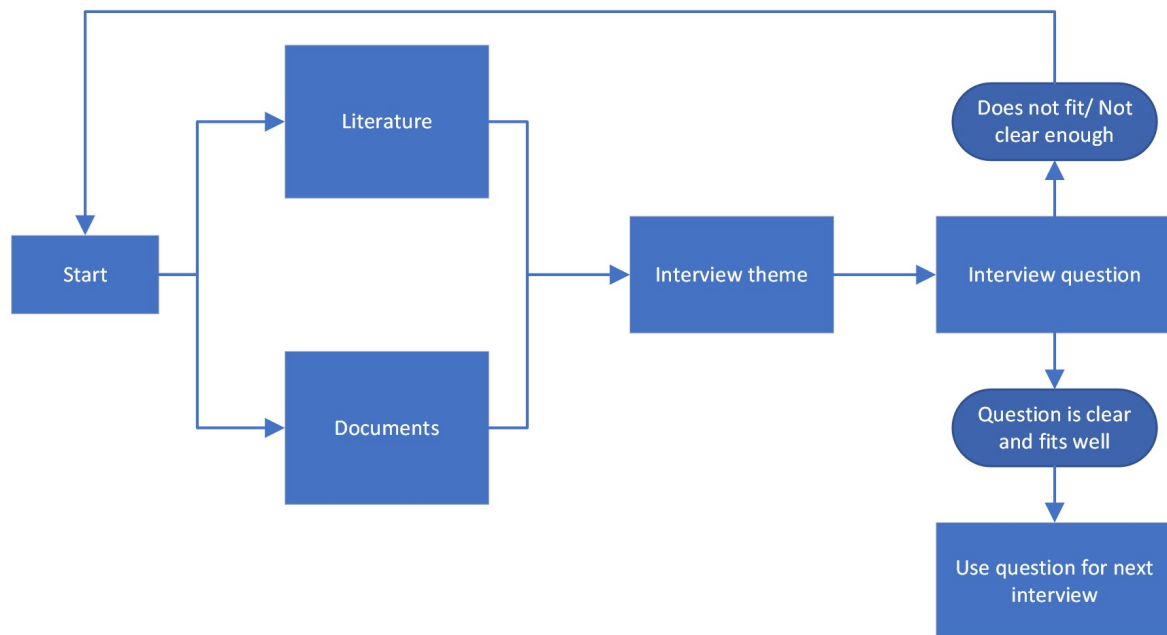 Literature
Does not fit/ Not
clear enough
Start
Interview theme
Interview question
Documents
Question is clear
and fits well
Use question for next
interview